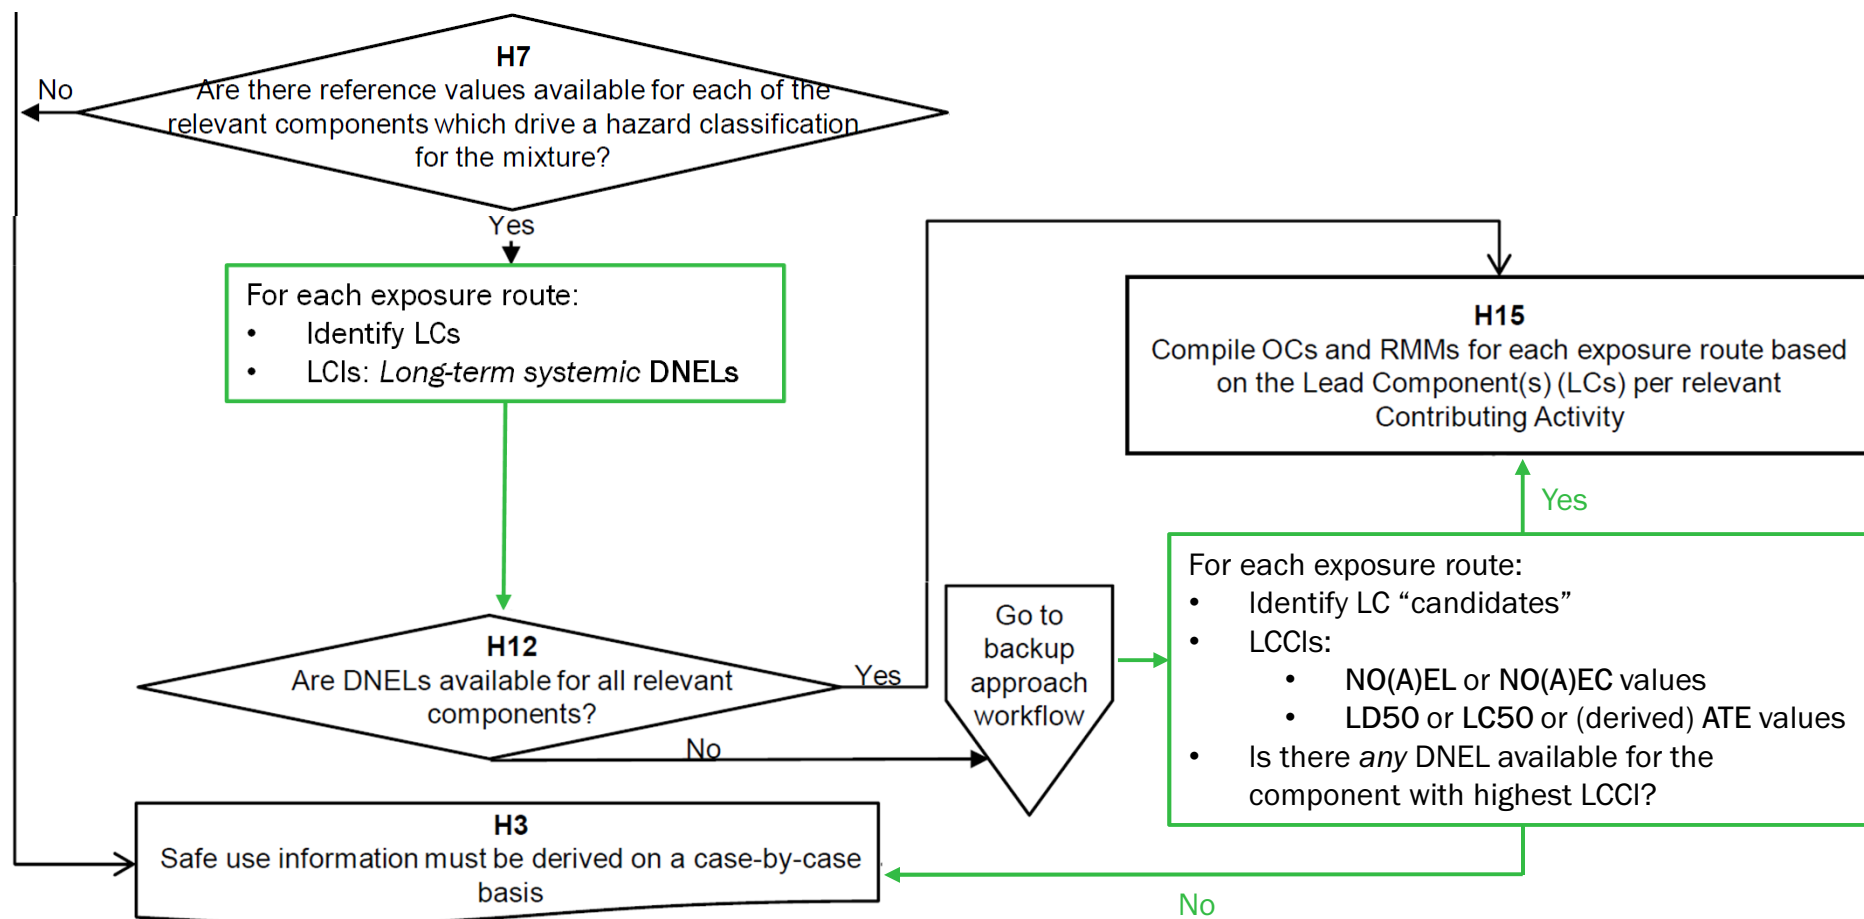 H7
No
Are there reference values available for each of the
relevant components which drive a hazard classification
for the mixture?
Yes
For each exposure route:
• Identify LCs
• LCIs: Long-term systemic DNELs
H15
Compile OCs and RMMs for each exposure route based
on the Lead Component(s) (LCs) per relevant
Contributing Activity
Yes
H12
Are DNELs available for all relevant
components?
Yes
No
Go to
backup
approach
workflow
For each exposure route:
• Identify LC “candidates”
• LCCIs:
• NO(A)EL or NO(A)EC values
• LD50 or LC50 or (derived) ATE values
• Is there any DNEL available for the
component with highest LCCI?
H3
Safe use information must be derived on a case-by-case
basis
No